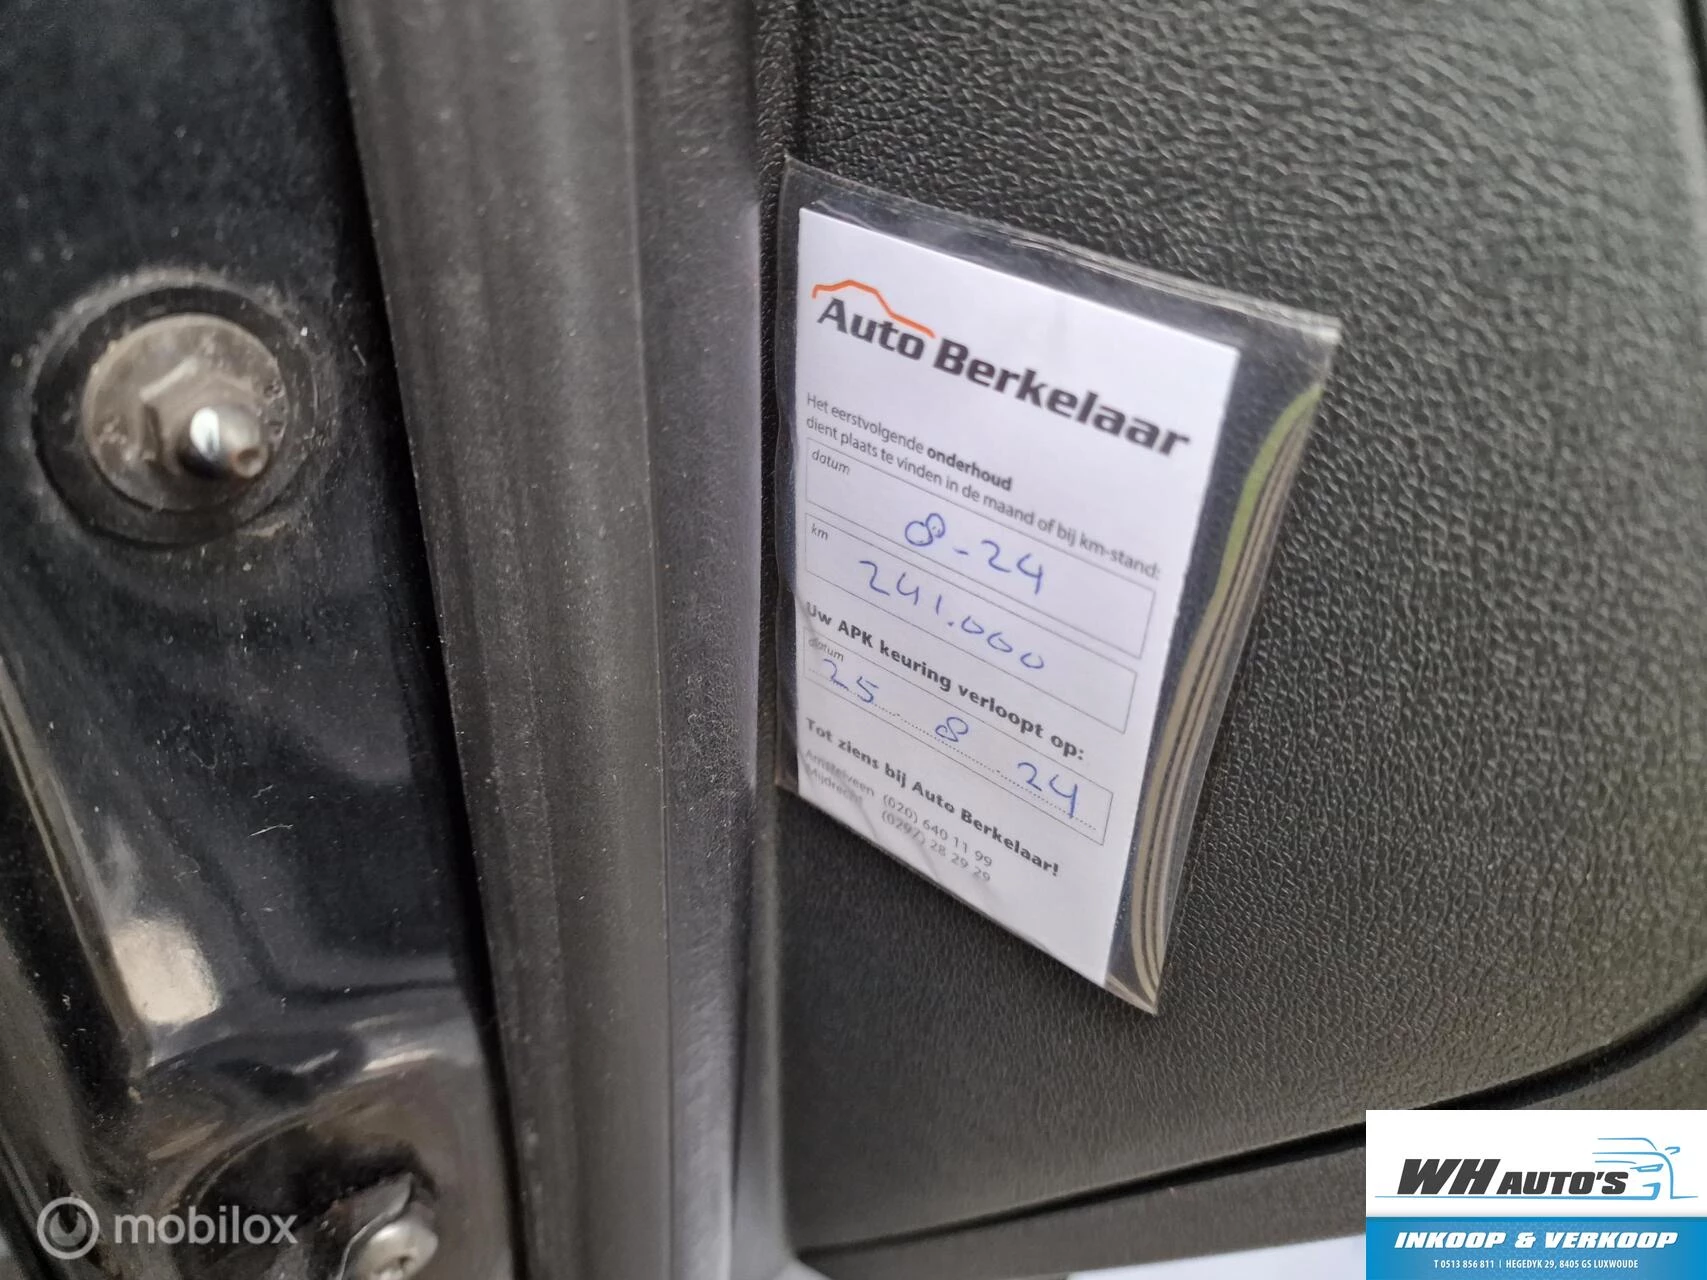 Auto Berkelaar
Het eerstvolgende onderhoud
dient plaats te vinden in de maand of bij km-stand:
datum
8-24
km
241.000
Uw APK keuring verloopt op:
datum
25 8 24
Tot ziens bij Auto Berkelaar!
Amstelveen (020) 640 11 99
Mijdrecht (0297) 28 29 29
mobilox
WH AUTO'S
INKOOP & VERKOOP
T 0513 856 811 | HEGEDYK 29, 8405 GS LUXWOUDE